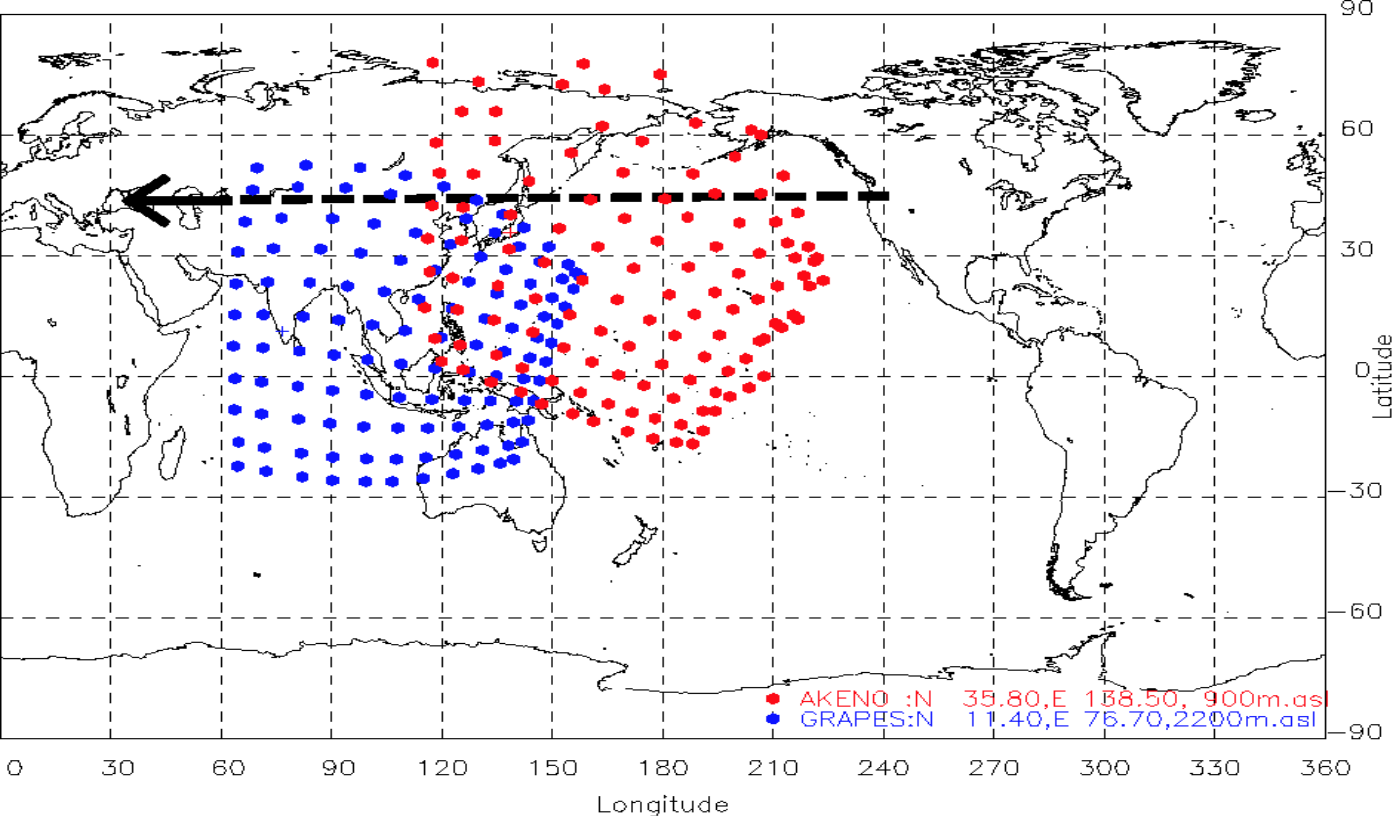 90
60
30
0
−30
−60
−90
Latitude
AKENO :N 35.80,E 138.50, 900m.asl
GRAPES:N 11.40,E 76.70,2200m.asl
0 30 60 90 120 150 180 210 240 270 300 330 360
Longitude